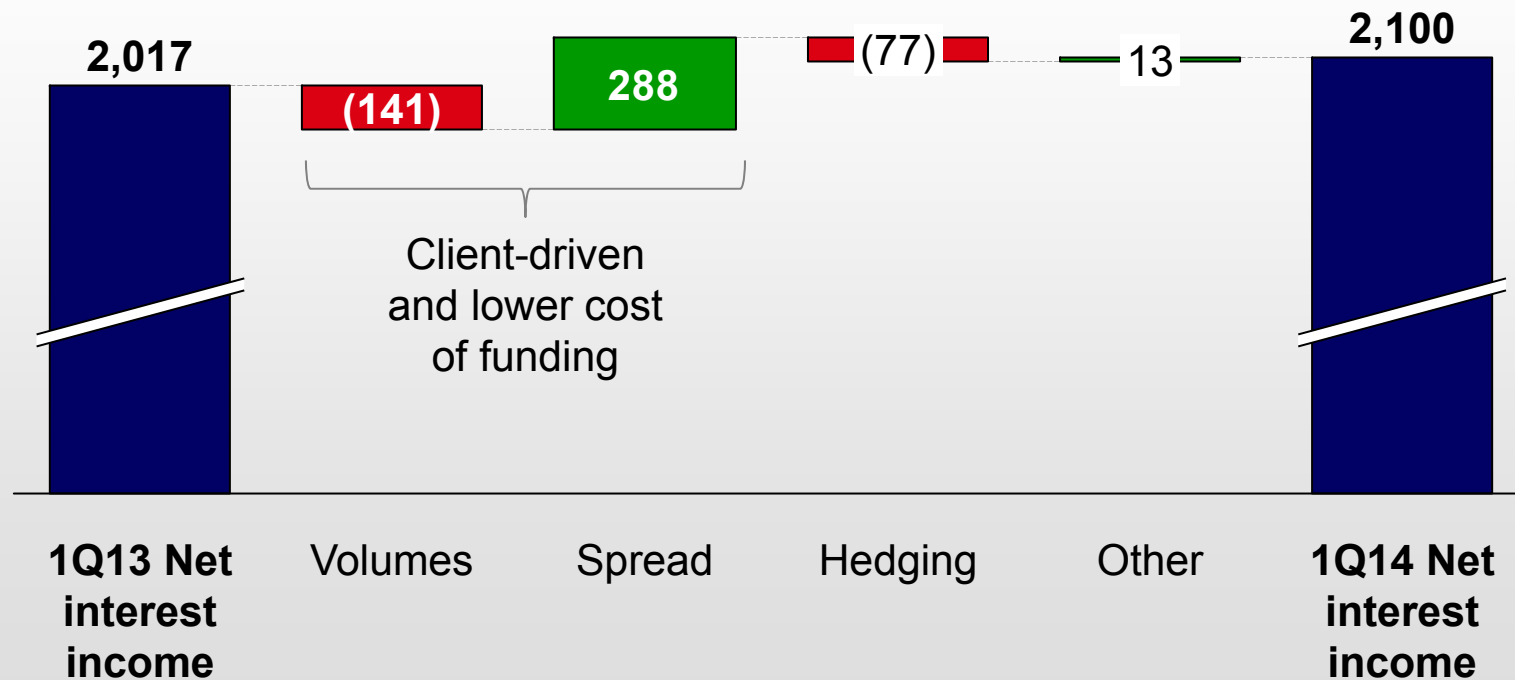 2,017
(141)
288
(77)
13
2,100
Client-driven
and lower cost
of funding
1Q13 Net
interest
income
Volumes
Spread
Hedging
Other
1Q14 Net
interest
income